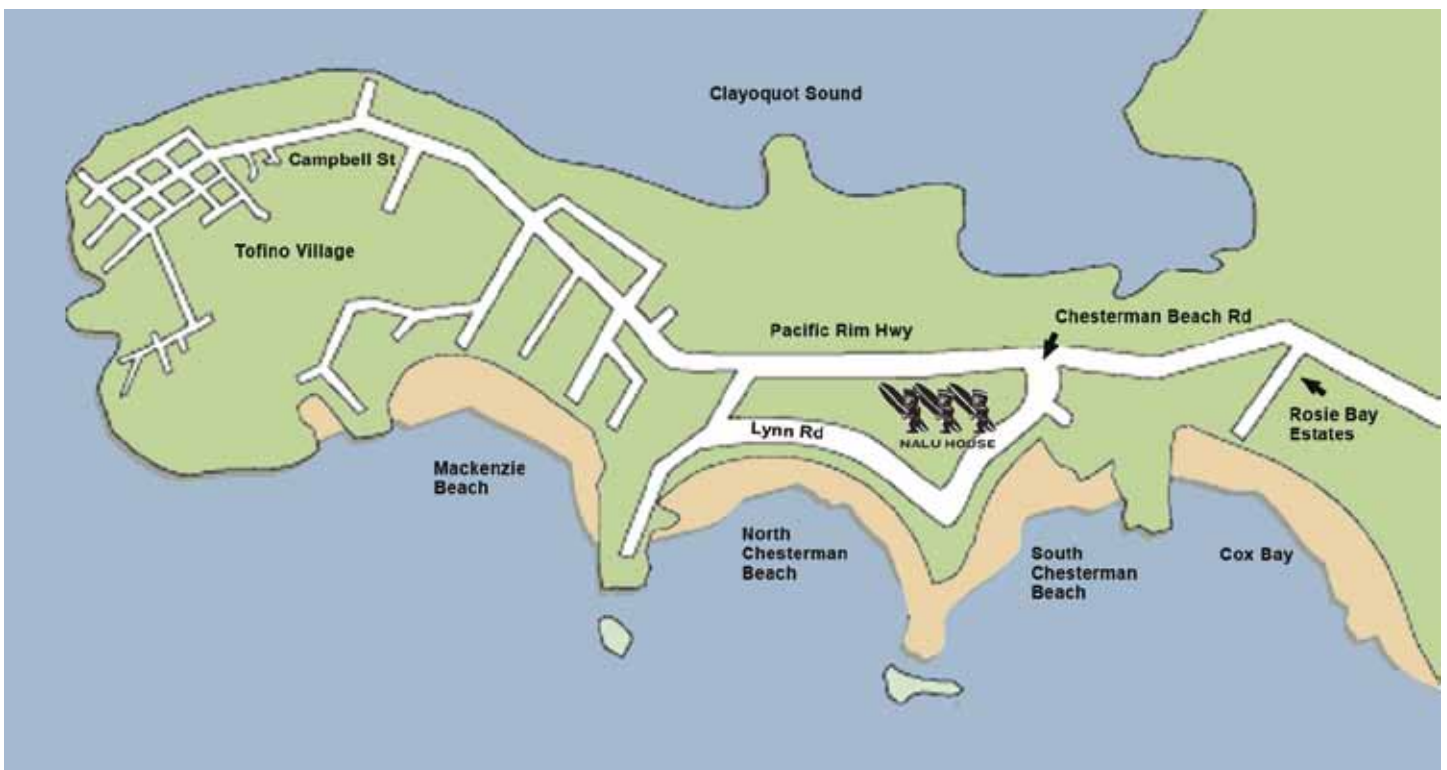 Clayoquot Sound
Campbell St
Tofino Village
Chesterman Beach Rd
Pacific Rim Hwy
Rosie Bay
Estates
Lynn Rd
NALU HOUSE
Mackenzie
Beach
North
Chesterman
Beach
South
Chesterman
Beach
Cox Bay